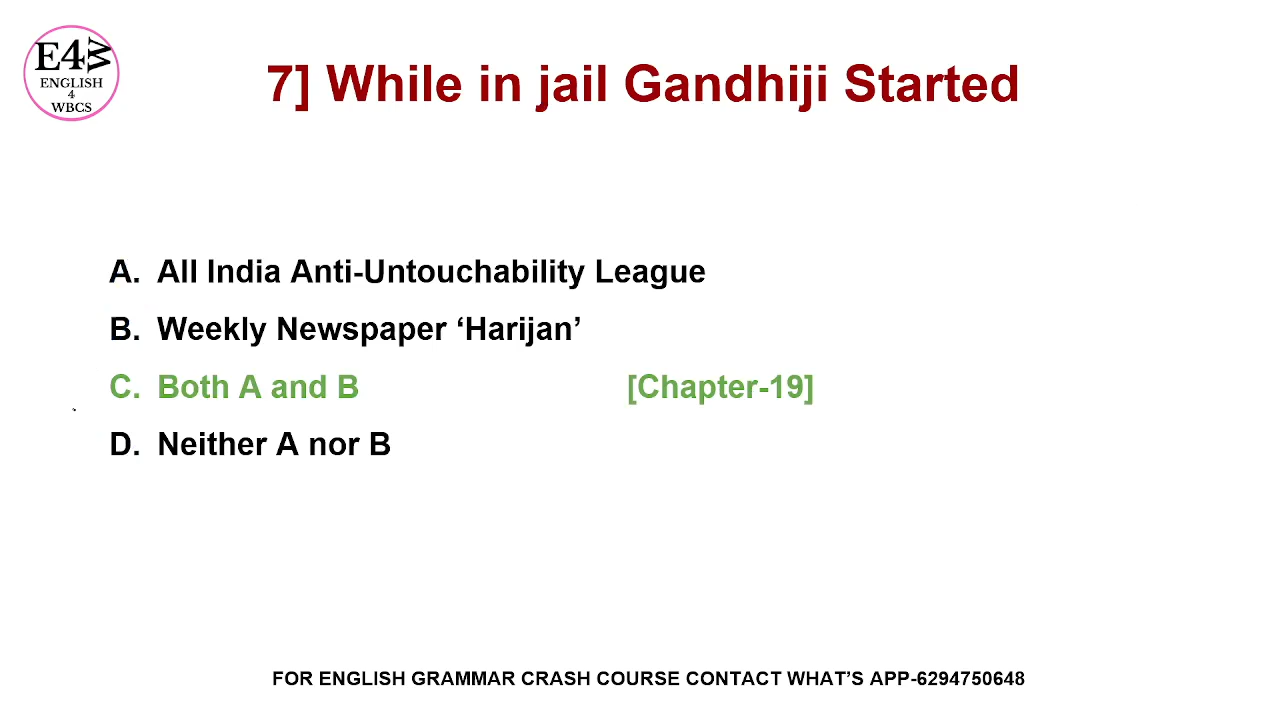 E4W
ENGLISH
4
WBCS
7] While in jail Gandhiji Started
A. All India Anti-Untouchability League
B. Weekly Newspaper ‘Harijan’
C. Both A and B [Chapter-19]
D. Neither A nor B
FOR ENGLISH GRAMMAR CRASH COURSE CONTACT WHAT’S APP-6294750648